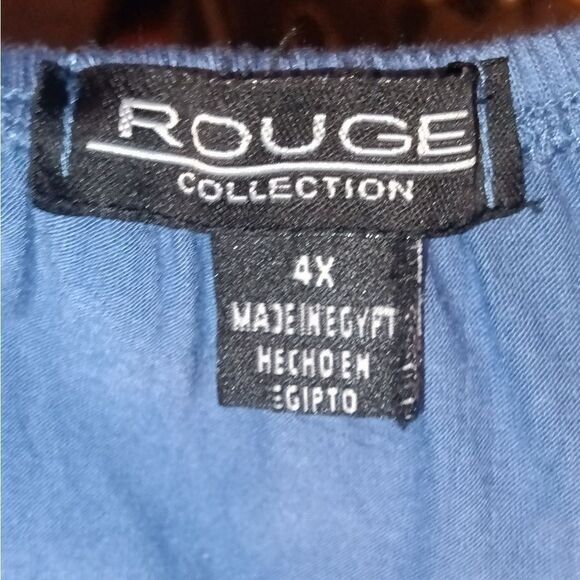 ROUGE
COLLECTION
4X
MADE IN EGYPT
HECHO EN
EGIPTO